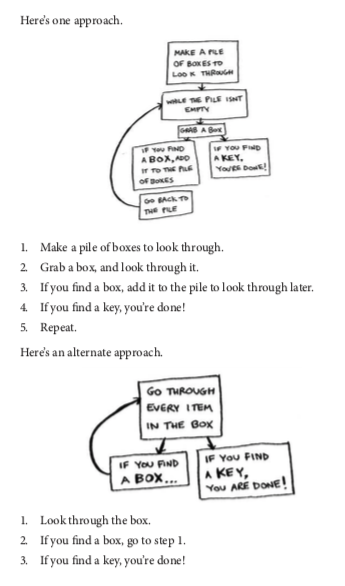 Here's one approach.
MAKE A PILE
OF BOXES TO
LOOK THROUGH
WHILE THE PILE ISNT
EMPTY
GRAB A BOX
IF YOU FIND
A BOX, ADD
IT TO THE PILE
OF BOXES
IF YOU FIND
A KEY,
YOU'RE DONE!
GO BACK TO
THE PILE
1. Make a pile of boxes to look through.
2. Grab a box, and look through it.
3. If you find a box, add it to the pile to look through later.
4. If you find a key, you're done!
5. Repeat.
Here's an alternate approach.
GO THROUGH
EVERY ITEM
IN THE BOX
IF YOU FIND
A BOX...
IF YOU FIND
A KEY,
YOU ARE DONE!
1. Look through the box.
2. If you find a box, go to step 1.
3. If you find a key, you're done!